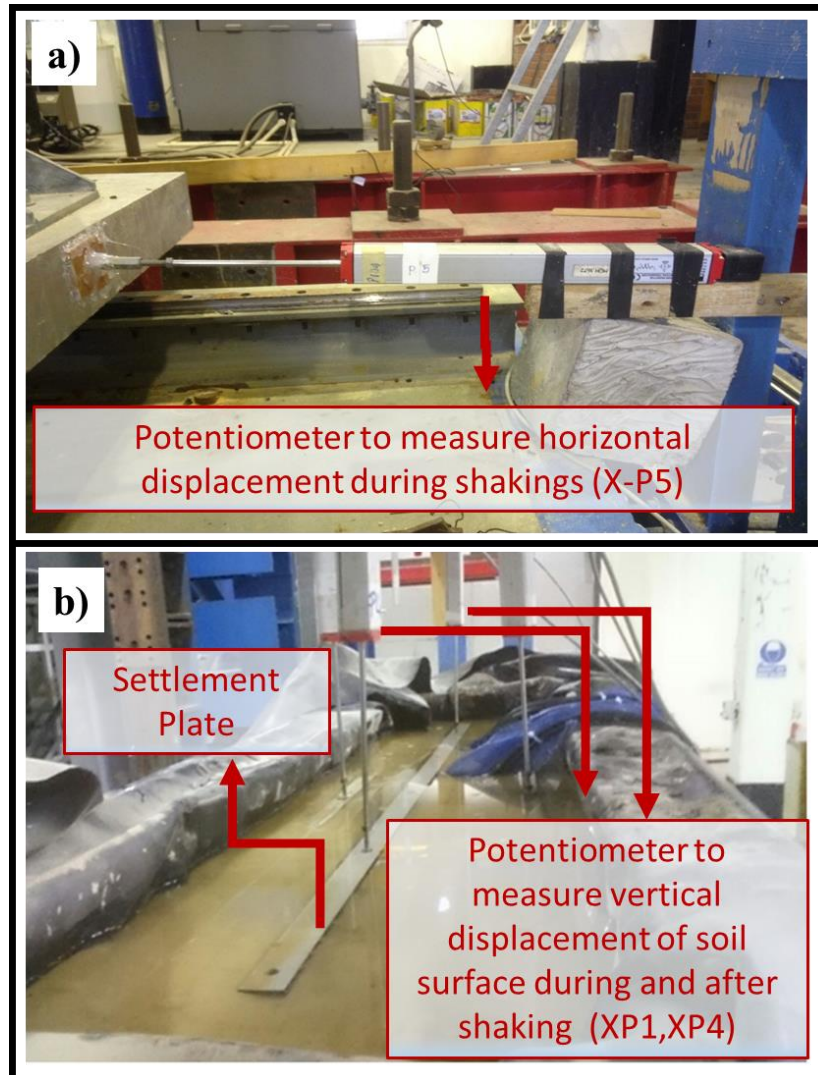 a)
P 5
Potentiometer to measure horizontal
displacement during shakings (X-P5)
b)
Settlement
Plate
Potentiometer to
measure vertical
displacement of soil
surface during and after
shaking (XP1,XP4)